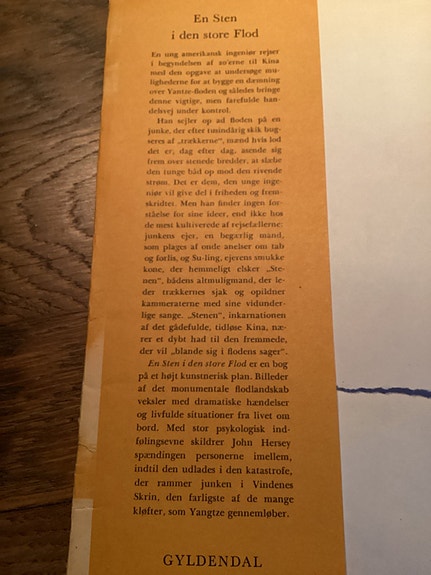 En Sten
i den store Flod
En ung amerikansk ingeniør rejser
i begyndelsen af 20'erne til Kina
med den opgave at undersøge mu-
lighederne for at bygge en dæmning
over Yantze-floden og således bringe
denne vigtige, men farefulde han-
delsvej under kontrol.
Han sejler op ad floden på en
junke, der efter tusindårig skik bug-
seres af „trækkerne“, mænd hvis lod
det er, dag efter dag, asende sig
frem over stenede bredder, at slæbe
den tunge båd op mod den rivende
strøm. Det er dem, den unge inge-
niør vil give del i friheden og frem-
skridtet. Men han finder ingen for-
ståelse for sine ideer, end ikke hos
de mest kultiverede af rejsefællerne:
junkens ejer, en begærlig mand,
som plages af onde anelser om tab
og forlis, og Su-ling, ejerens smukke
kone, der hemmeligt elsker „Ste-
nen“, bådens altmuligmand, der le-
der trækkernes sjak og opildner
kammeraterne med sine vidunder-
lige sange. „Stenen“, inkarnationen
af det gådefulde, tidløse Kina, næ-
rer et dybt had til den fremmede,
der vil „blande sig i flodens sager“.
En Sten i den store Flod er en bog
på et højt kunstnerisk plan. Billeder
af det monumentale flodlandskab
veksler med dramatiske hændelser
og livfulde situationer fra livet om
bord. Med stor psykologisk ind-
følingsevne skildrer John Hersey
spændingen personerne imellem,
indtil den udlades i den katastrofe,
der rammer junken i Vindenes
Skrin, den farligste af de mange
kløfter, som Yangtze gennemløber.
GYLDENDAL